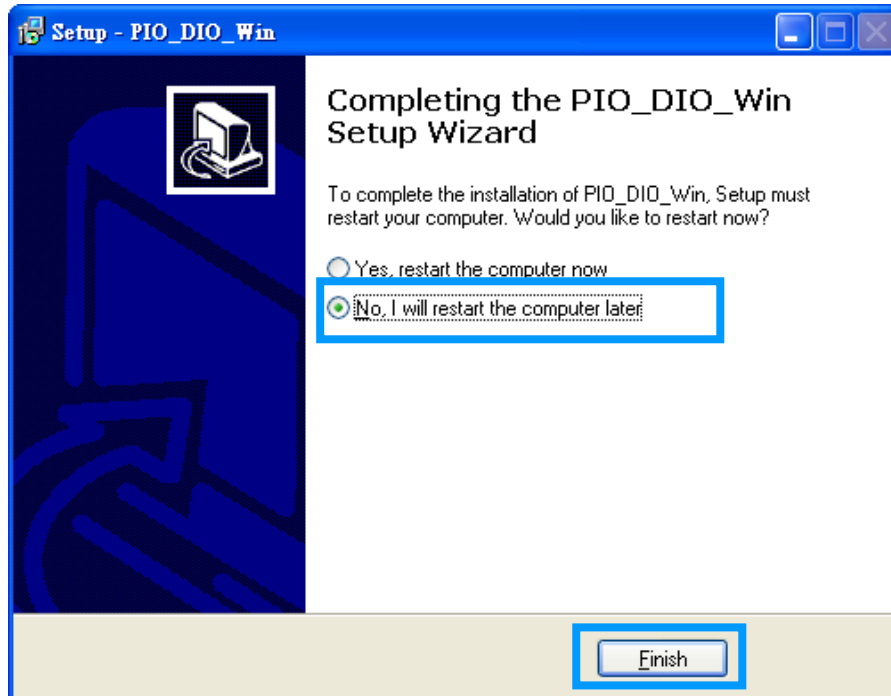 Setup - PIO_DIO_Win
Completing the PIO_DIO_Win
Setup Wizard
To complete the installation of PIO_DIO_Win, Setup must
restart your computer. Would you like to restart now?
Yes, restart the computer now
No, I will restart the computer later
Finish